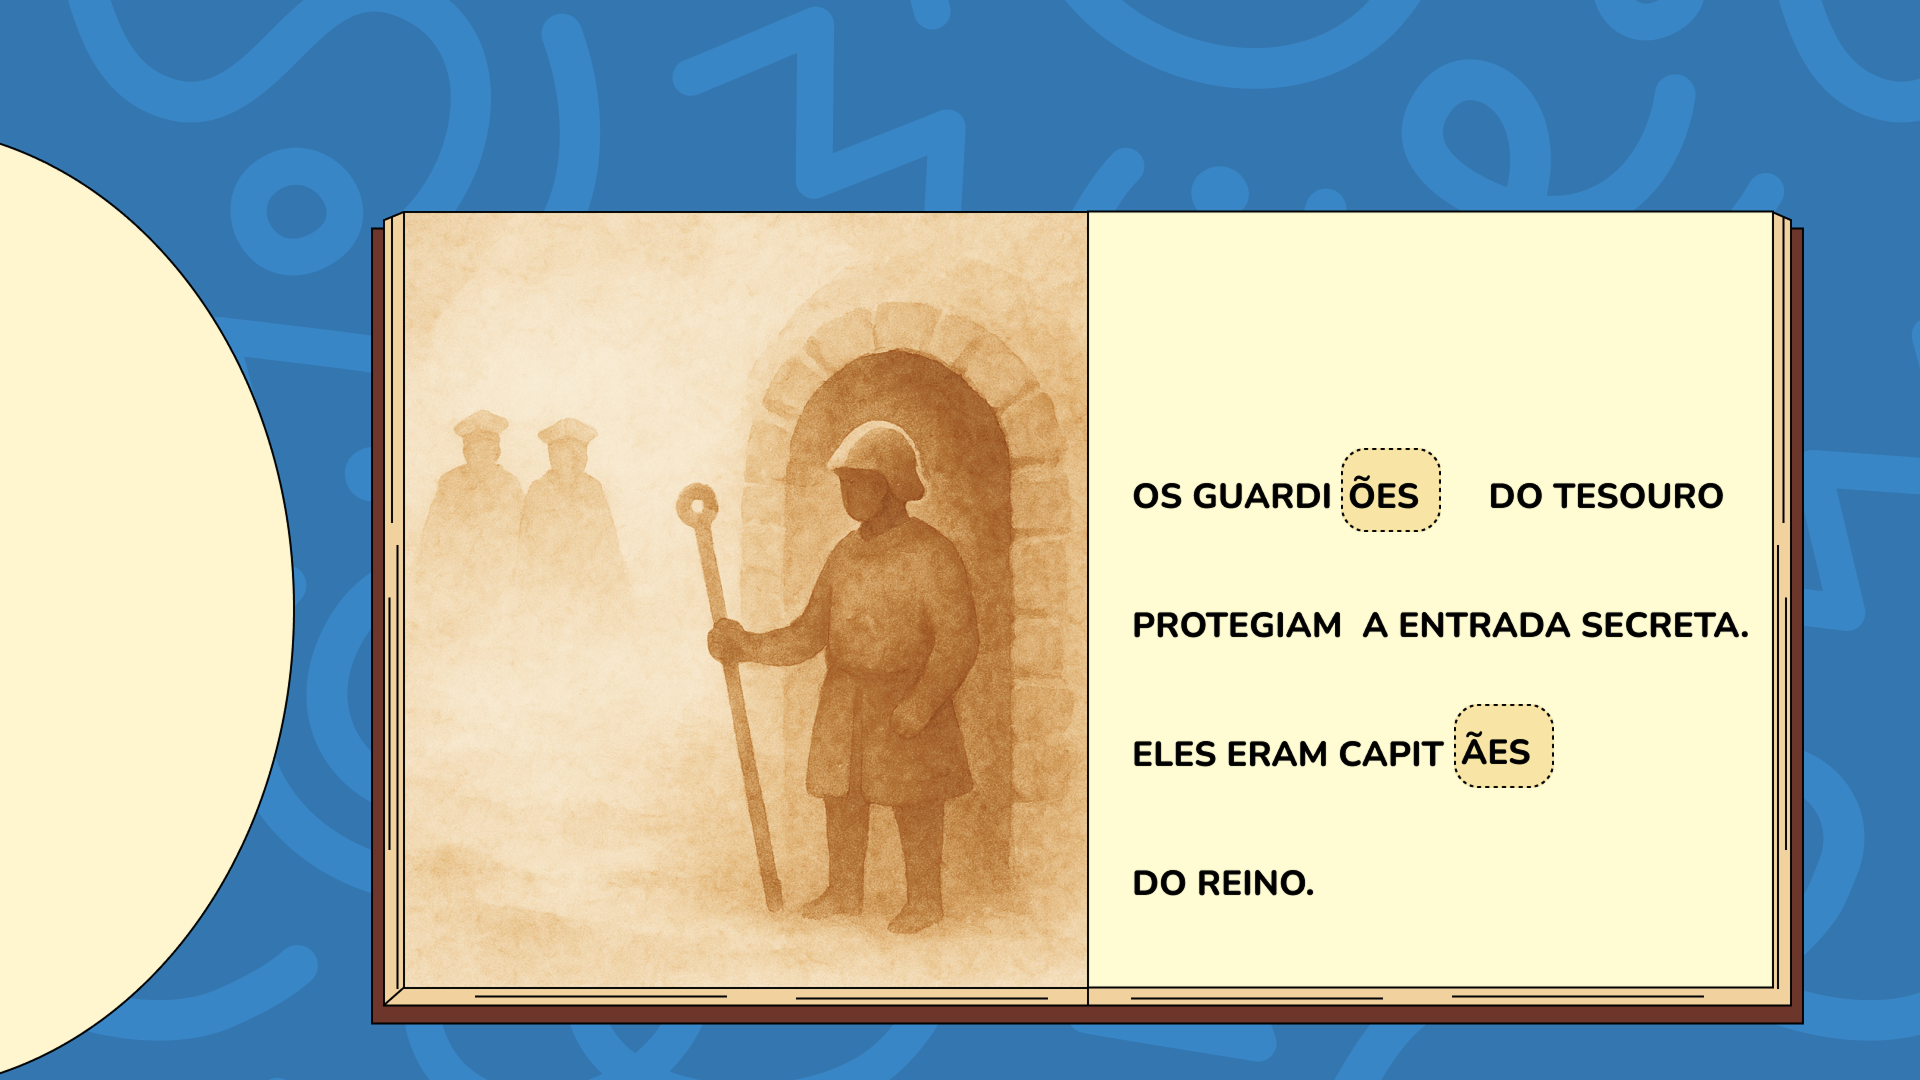 OS GUARDI ÕES DO TESOURO
PROTEGIAM A ENTRADA SECRETA.
ELES ERAM CAPIT ÃES
DO REINO.